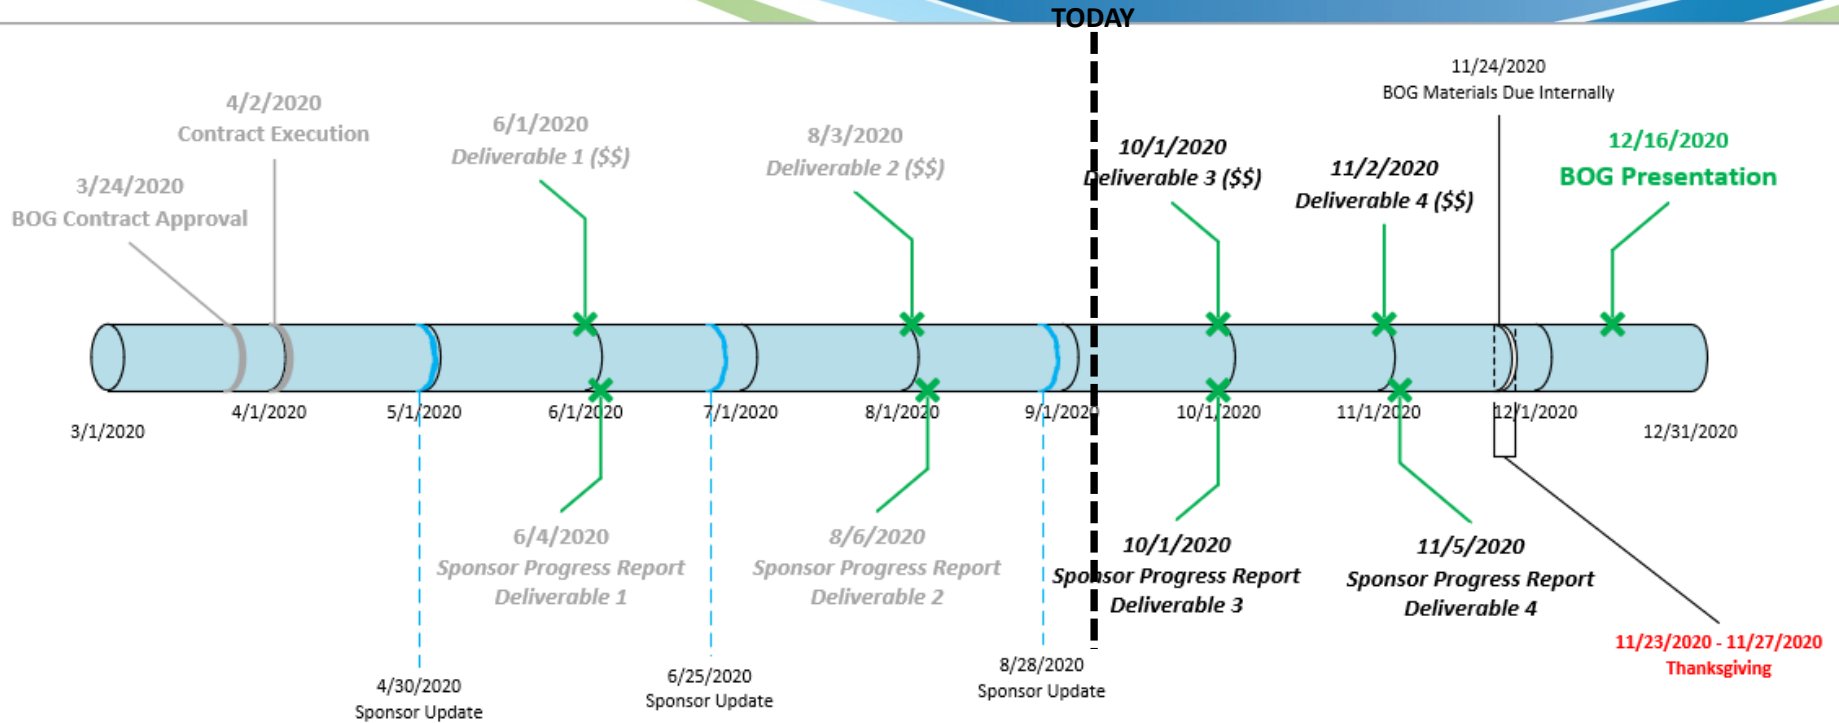 TODAY
3/24/2020
BOG Contract Approval
4/2/2020
Contract Execution
6/1/2020
Deliverable 1 ($$)
8/3/2020
Deliverable 2 ($$)
10/1/2020
Deliverable 3 ($$)
11/2/2020
Deliverable 4 ($$)
11/24/2020
BOG Materials Due Internally
12/16/2020
BOG Presentation
3/1/2020
4/1/2020
5/1/2020
6/1/2020
7/1/2020
8/1/2020
9/1/2020
10/1/2020
11/1/2020
12/1/2020
12/31/2020
4/30/2020
Sponsor Update
6/4/2020
Sponsor Progress Report
Deliverable 1
6/25/2020
Sponsor Update
8/6/2020
Sponsor Progress Report
Deliverable 2
8/28/2020
Sponsor Update
10/1/2020
Sponsor Progress Report
Deliverable 3
11/5/2020
Sponsor Progress Report
Deliverable 4
11/23/2020 - 11/27/2020
Thanksgiving